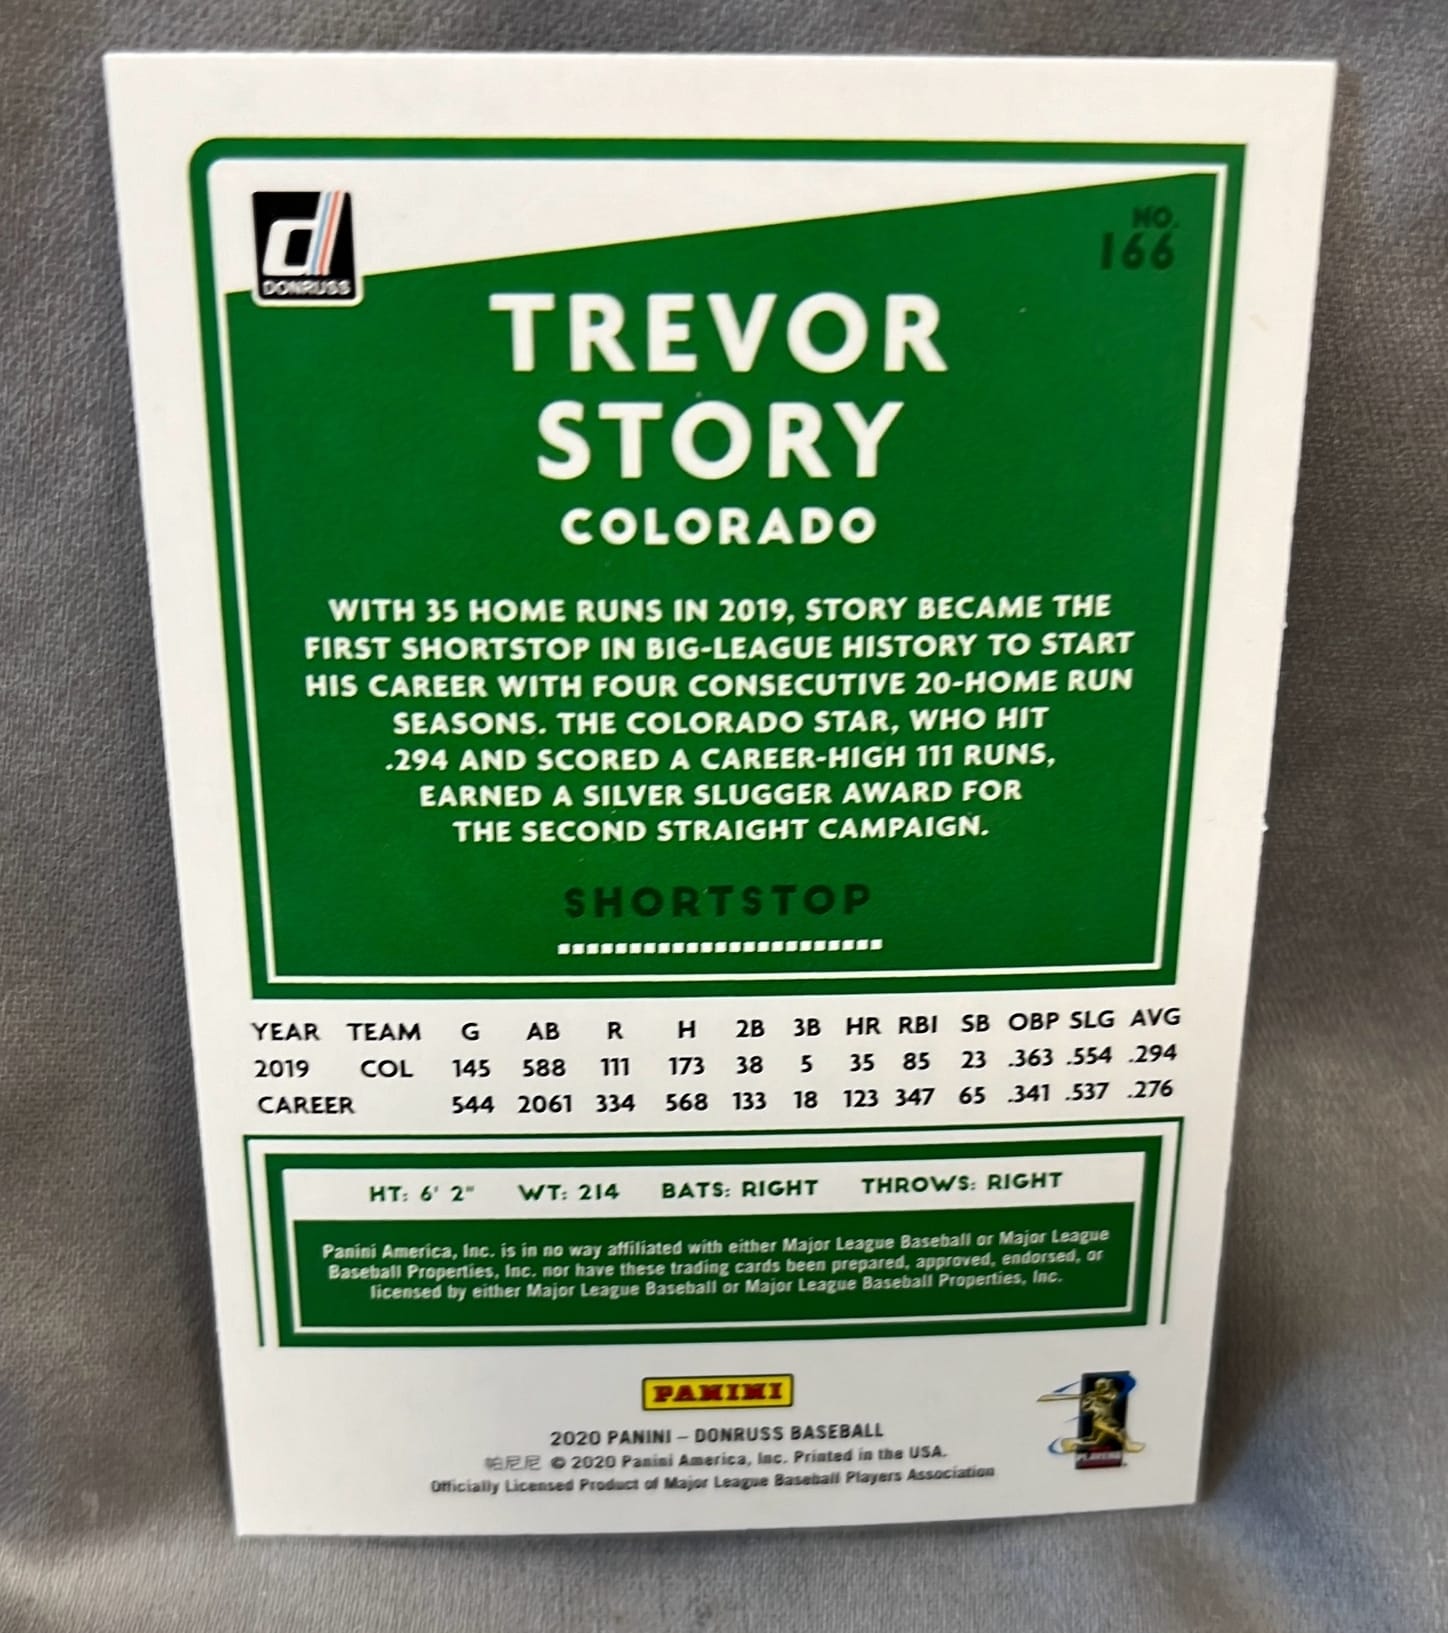 DONRUSS
NO.
166
TREVOR
STORY
COLORADO
WITH 35 HOME RUNS IN 2019, STORY BECAME THE
FIRST SHORTSTOP IN BIG-LEAGUE HISTORY TO START
HIS CAREER WITH FOUR CONSECUTIVE 20-HOME RUN
SEASONS. THE COLORADO STAR, WHO HIT
.294 AND SCORED A CAREER-HIGH 111 RUNS,
EARNED A SILVER SLUGGER AWARD FOR
THE SECOND STRAIGHT CAMPAIGN.
SHORTSTOP
YEAR TEAM G AB R H 2B 3B HR RBI SB OBP SLG AVG
2019 COL 145 588 111 173 38 5 35 85 23 .363 .554 .294
CAREER 544 2061 334 568 133 18 123 347 65 .341 .537 .276
HT: 6' 2" WT: 214 BATS: RIGHT THROWS: RIGHT
Panini America, Inc. is in no way affiliated with either Major League Baseball or Major League
Baseball Properties, Inc. nor have these trading cards been prepared, approved, endorsed, or
licensed by either Major League Baseball or Major League Baseball Properties, Inc.
PANINI
2020 PANINI – DONRUSS BASEBALL
帕尼尼 © 2020 Panini America, Inc. Printed in the USA.
Officially Licensed Product of Major League Baseball Players Association
PLAYERS